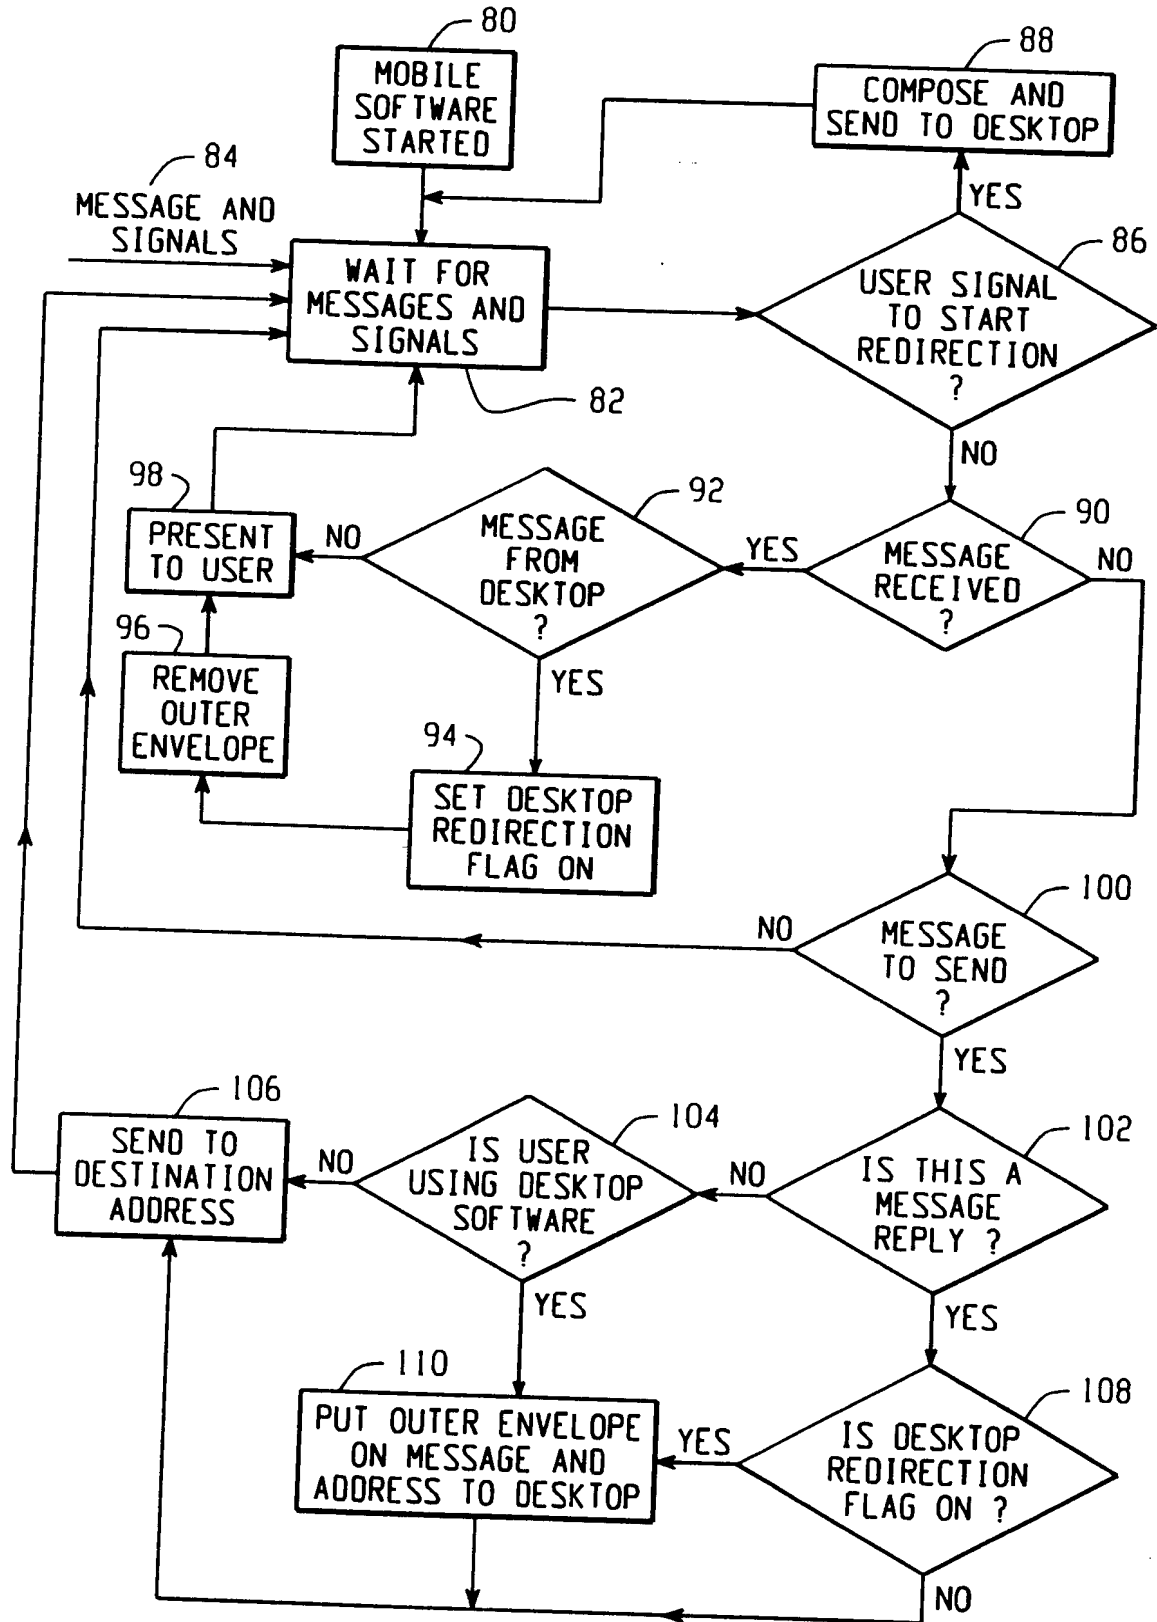 80
MOBILE
SOFTWARE
STARTED
88
COMPOSE AND
SEND TO DESKTOP
YES
84
MESSAGE AND
SIGNALS
WAIT FOR
MESSAGES AND
SIGNALS
82
86
USER SIGNAL
TO START
REDIRECTION
?
NO
98
PRESENT
TO USER
NO
92
MESSAGE
FROM
DESKTOP
?
YES
90
MESSAGE
RECEIVED
?
NO
96
REMOVE
OUTER
ENVELOPE
YES
94
SET DESKTOP
REDIRECTION
FLAG ON
100
NO
MESSAGE
TO SEND
?
YES
106
SEND TO
DESTINATION
ADDRESS
NO
104
IS USER
USING DESKTOP
SOFTWARE
?
NO
102
IS THIS A
MESSAGE
REPLY ?
YES
YES
110
PUT OUTER ENVELOPE
ON MESSAGE AND
ADDRESS TO DESKTOP
YES
108
IS DESKTOP
REDIRECTION
FLAG ON ?
NO